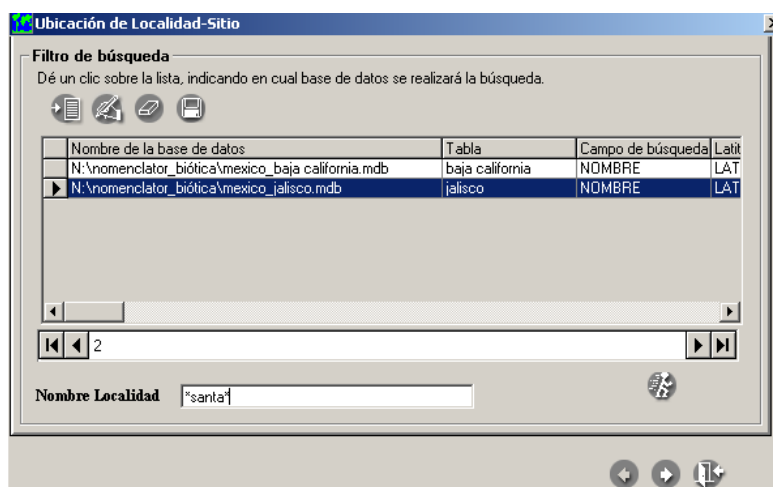 Ubicación de Localidad-Sitio
Filtro de búsqueda
Dé un clic sobre la lista, indicando en cual base de datos se realizará la búsqueda.
Nombre de la base de datos Tabla Campo de búsqueda Latit
N:\nomenclator_biótica\mexico_baja california.mdb baja california NOMBRE LAT
N:\nomenclator_biótica\mexico_jalisco.mdb jalisco NOMBRE LAT
2
Nombre Localidad *santa*